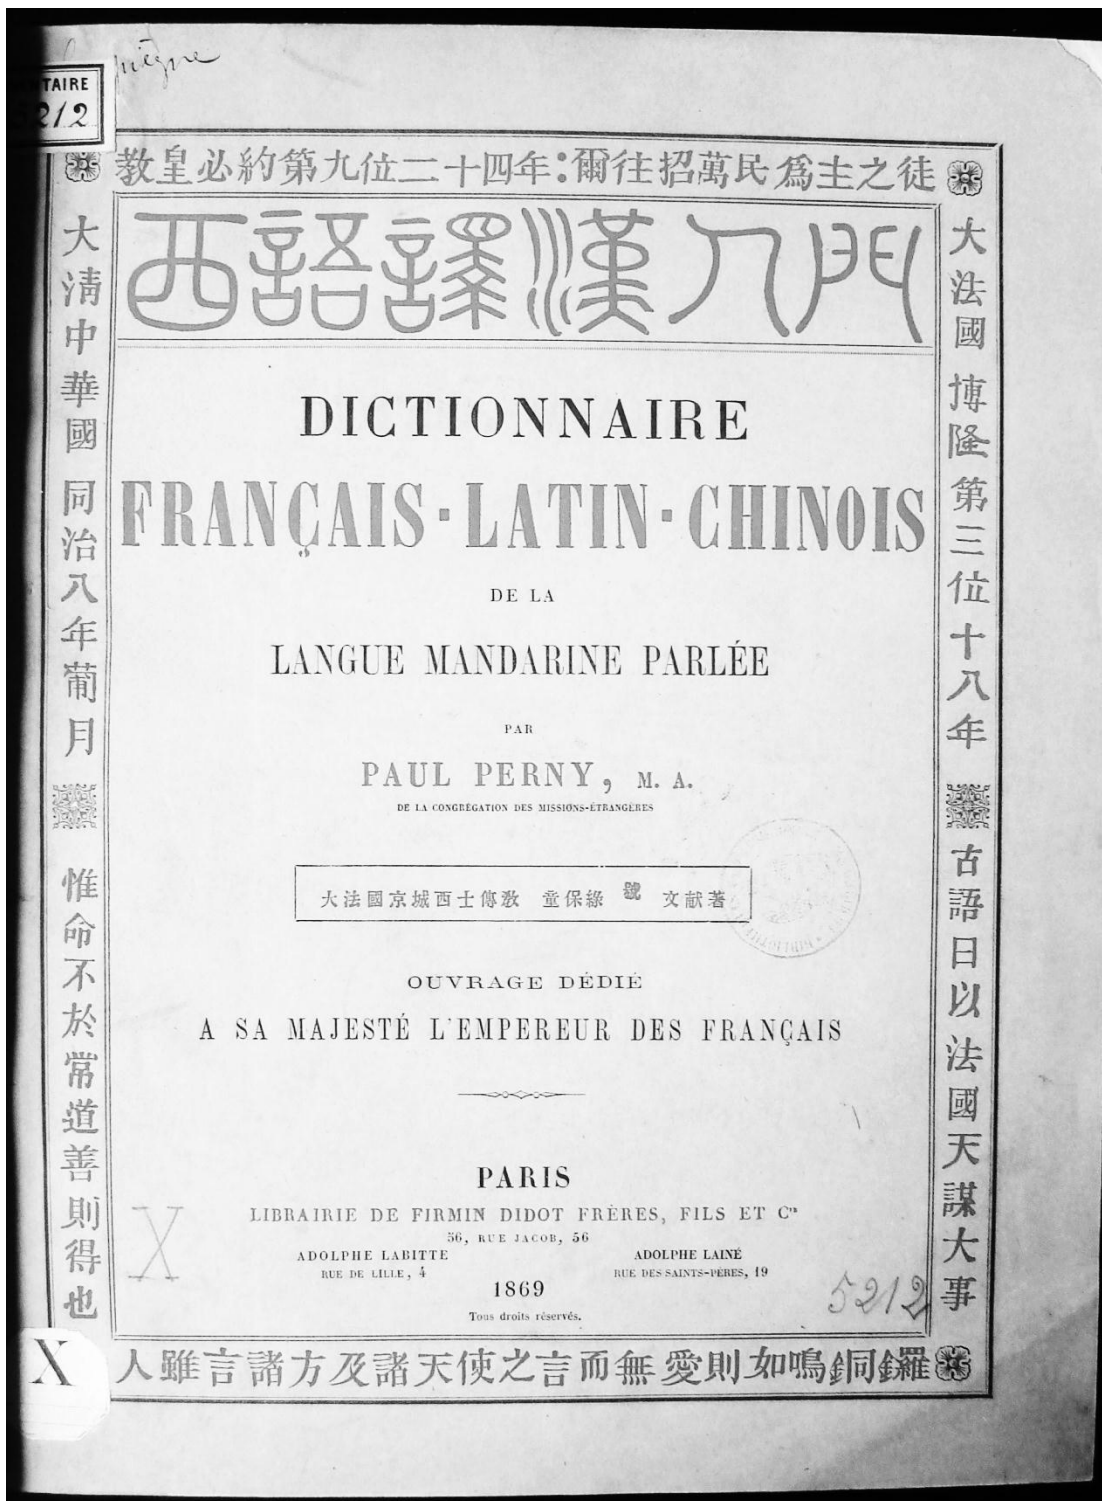 5212
教皇必約第九位二十四年：爾往招萬民爲主之徒
西語譯漢入門
大清中華國 同治八年葡月
惟命不於常道善則得也
大法國 博隆第三位十八年
古語曰以法國天謀大事
DICTIONNAIRE
FRANÇAIS-LATIN-CHINOIS
DE LA
LANGUE MANDARINE PARLÉE
PAR
PAUL PERNY, M. A.
DE LA CONGRÉGATION DES MISSIONS-ÉTRANGÈRES
大法國京城西士傳敎 童保綠 號 文献著
OUVRAGE DÉDIÉ
A SA MAJESTÉ L'EMPEREUR DES FRANÇAIS
PARIS
LIBRAIRIE DE FIRMIN DIDOT FRÈRES, FILS ET Cie
56, RUE JACOB, 56
ADOLPHE LABITTE
RUE DE LILLE, 4
ADOLPHE LAINÉ
RUE DES SAINTS-PÈRES, 19
1869
Tous droits réservés.
X
5212
X
人雖言諸方及諸天使之言而無愛則如鳴銅鑼